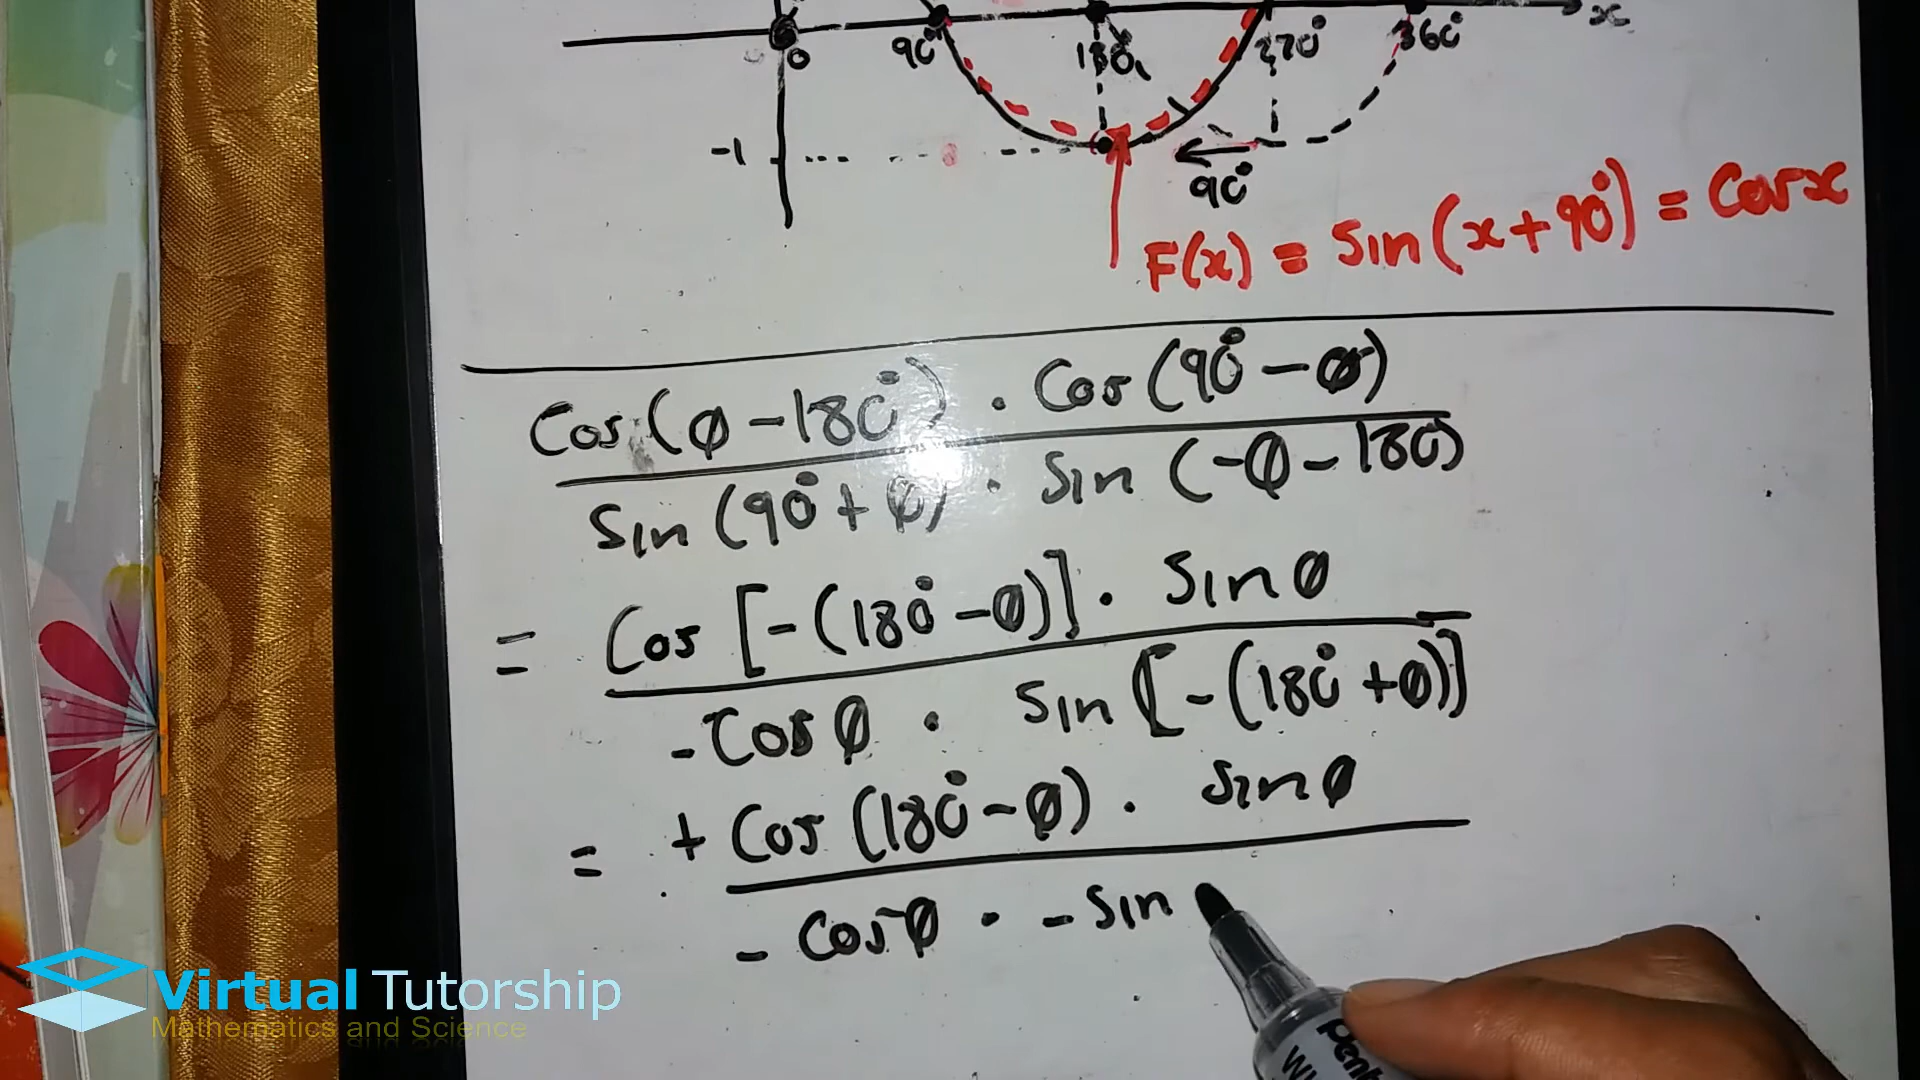 0 90° 180° 270° 360° x
-1
90°
F(x) = Sin(x+90°) = Cosx
Cos(θ-180°) . Cos(90°-θ)
Sin(90°+θ) . Sin(-θ-180)
= Cos[-(180°-θ)] . Sinθ
-Cosθ . Sin[-(180°+θ)]
= + Cos(180°-θ) . Sinθ
- Cosθ . - Sin
Virtual Tutorship
Mathematics and Science